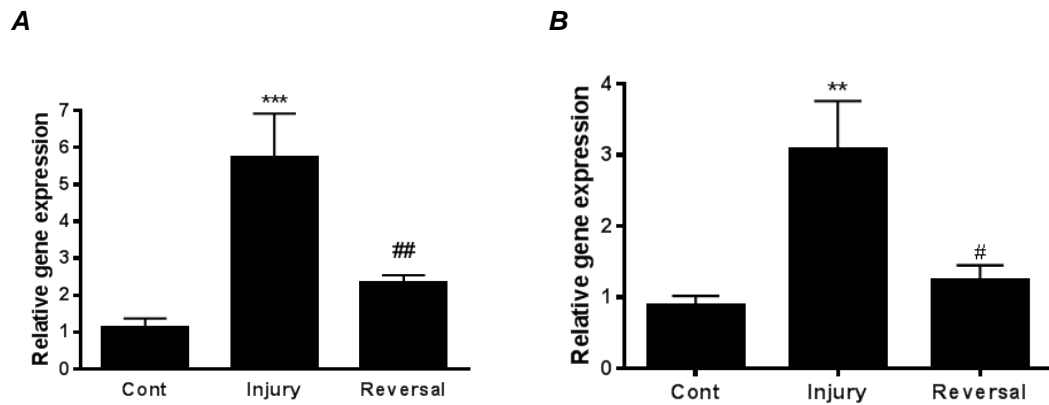 A
Relative gene expression
7
6
5
4
3
2
1
0
***
##
Cont Injury Reversal
B
Relative gene expression
4
3
2
1
0
**
#
Cont Injury Reversal